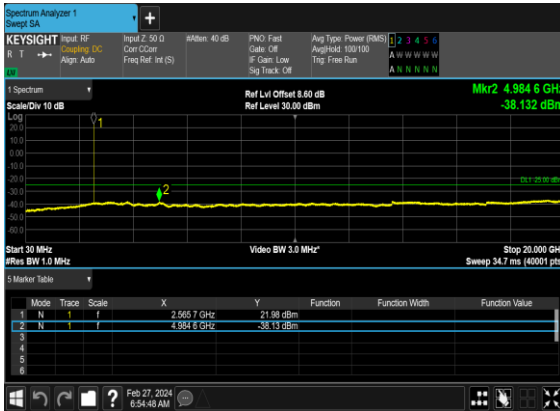 Spectrum Analyzer 1
Swept SA
KEYSIGHT Input: RF Input Z: 50 Ω #Atten: 40 dB PNO: Fast Avg Type: Power (RMS) 1 2 3 4 5 6
R T Coupling: DC Corr CCorr Gate: Off Avg|Hold: 100/100 A W W W W W
Align: Auto Freq Ref: Int (S) IF Gain: Low Trig: Free Run
Sig Track: Off A N N N N N
1 Spectrum
Ref Lvl Offset 8.60 dB Mkr2 4.984 6 GHz
Scale/Div 10 dB Ref Level 30.00 dBm -38.132 dBm
Log
20.0
10.0
0.00
-10.0
-20.0
-30.0
-40.0
-50.0
-60.0
1
2
DL1 -25.00 dBm
Start 30 MHz Video BW 3.0 MHz* Stop 20.000 GHz
#Res BW 1.0 MHz Sweep 34.7 ms (40001 pts)
5 Marker Table
Mode Trace Scale X Y Function Function Width Function Value
1 N 1 f 2.565 7 GHz 21.98 dBm
2 N 1 f 4.984 6 GHz -38.13 dBm
3
4
5
6
Feb 27, 2024
6:54:48 AM